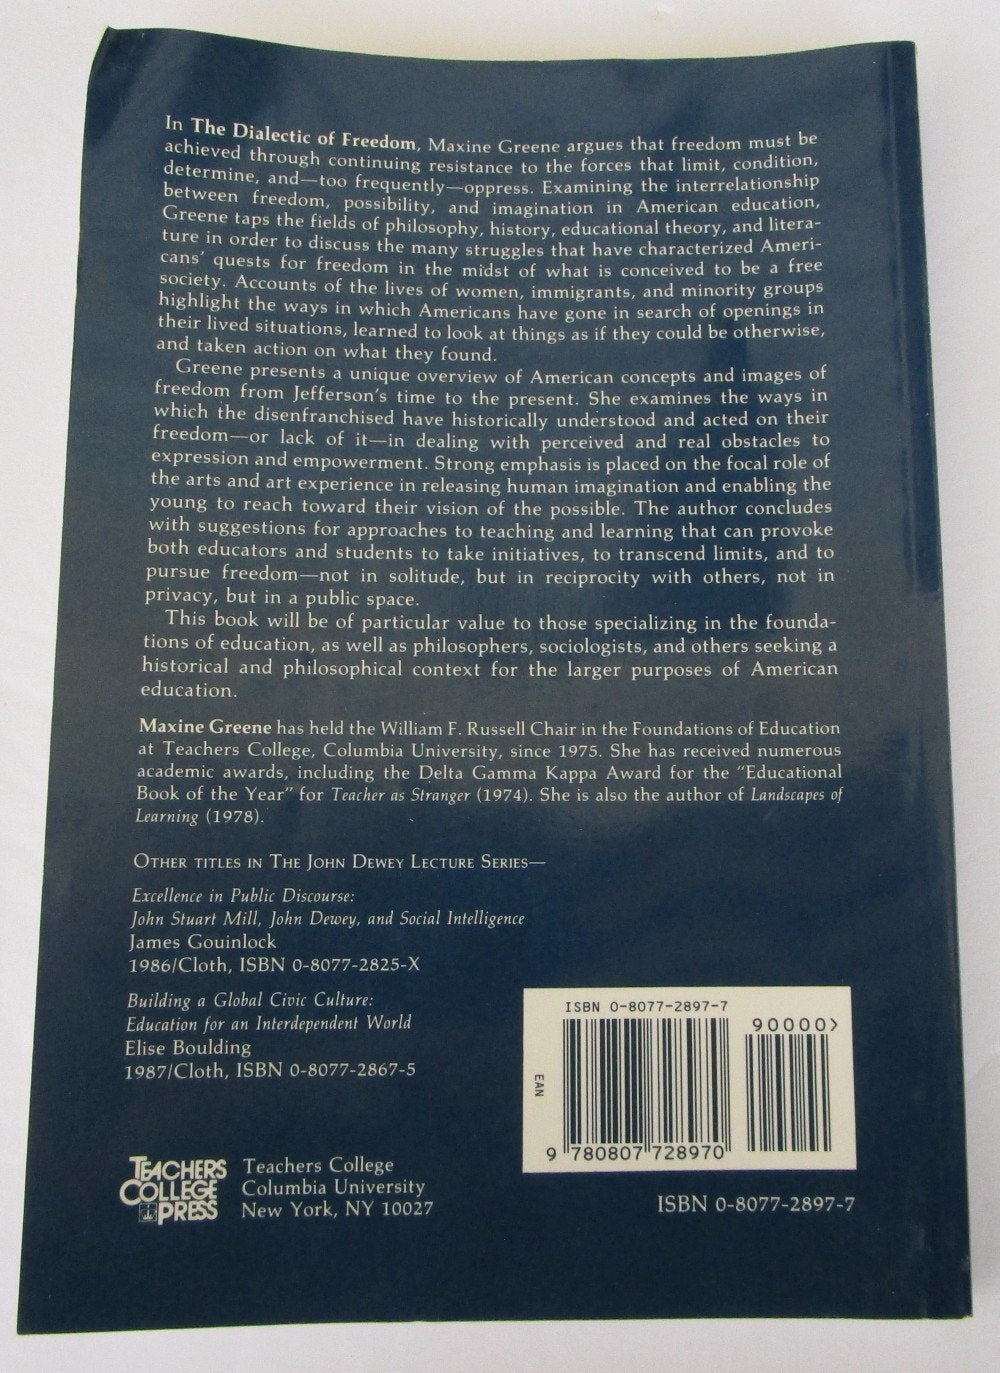 In The Dialectic of Freedom, Maxine Greene argues that freedom must be
achieved through continuing resistance to the forces that limit, condition,
determine, and—too frequently—oppress. Examining the interrelationship
between freedom, possibility, and imagination in American education,
Greene taps the fields of philosophy, history, educational theory, and litera-
ture in order to discuss the many struggles that have characterized Ameri-
cans' quests for freedom in the midst of what is conceived to be a free
society. Accounts of the lives of women, immigrants, and minority groups
highlight the ways in which Americans have gone in search of openings in
their lived situations, learned to look at things as if they could be otherwise,
and taken action on what they found.
Greene presents a unique overview of American concepts and images of
freedom from Jefferson's time to the present. She examines the ways in
which the disenfranchised have historically understood and acted on their
freedom—or lack of it—in dealing with perceived and real obstacles to
expression and empowerment. Strong emphasis is placed on the focal role of
the arts and art experience in releasing human imagination and enabling the
young to reach toward their vision of the possible. The author concludes
with suggestions for approaches to teaching and learning that can provoke
both educators and students to take initiatives, to transcend limits, and to
pursue freedom—not in solitude, but in reciprocity with others, not in
privacy, but in a public space.
This book will be of particular value to those specializing in the founda-
tions of education, as well as philosophers, sociologists, and others seeking a
historical and philosophical context for the larger purposes of American
education.
Maxine Greene has held the William F. Russell Chair in the Foundations of Education
at Teachers College, Columbia University, since 1975. She has received numerous
academic awards, including the Delta Gamma Kappa Award for the "Educational
Book of the Year" for Teacher as Stranger (1974). She is also the author of Landscapes of
Learning (1978).
OTHER TITLES IN THE JOHN DEWEY LECTURE SERIES—
Excellence in Public Discourse:
John Stuart Mill, John Dewey, and Social Intelligence
James Gouinlock
1986/Cloth, ISBN 0-8077-2825-X
Building a Global Civic Culture:
Education for an Interdependent World
Elise Boulding
1987/Cloth, ISBN 0-8077-2867-5
TEACHERS
COLLEGE
PRESS
Teachers College
Columbia University
New York, NY 10027
ISBN 0-8077-2897-7
90000>
EAN
9 780807 728970
ISBN 0-8077-2897-7